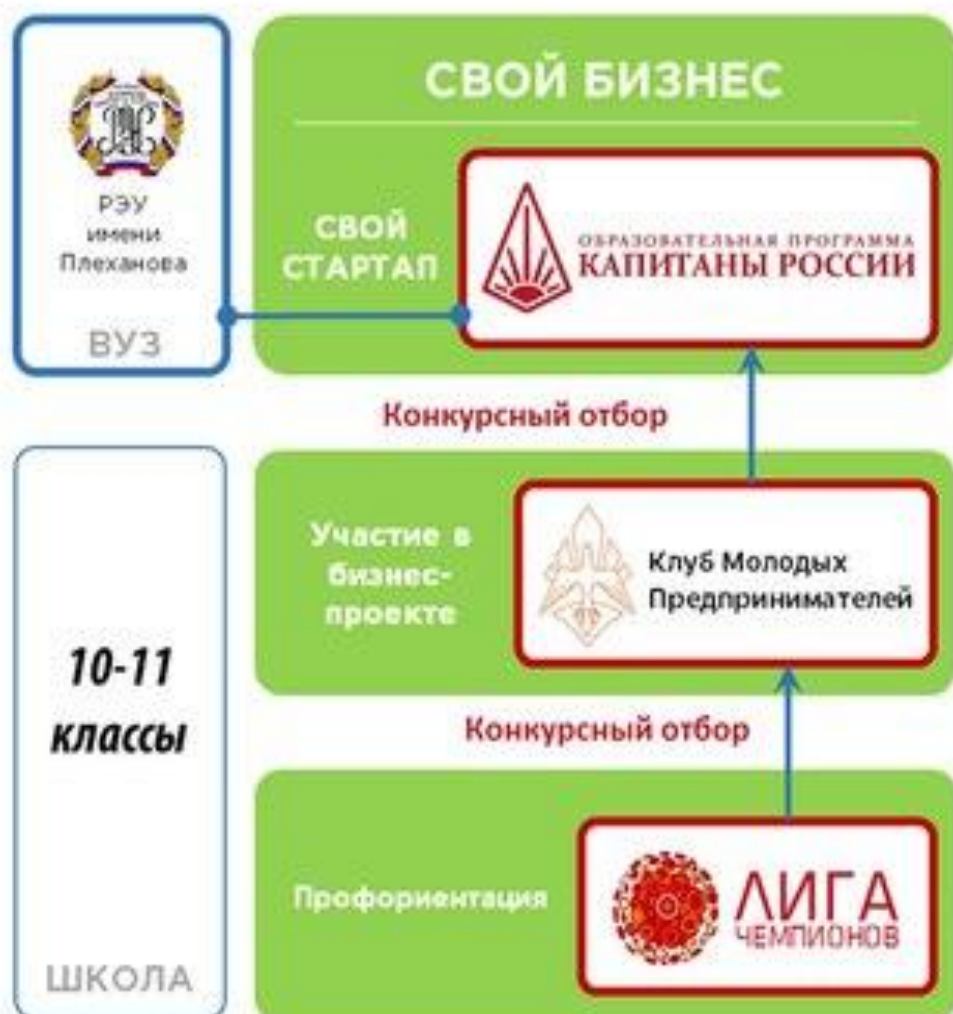 РЭУ
имени
Плеханова
ВУЗ
СВОЙ БИЗНЕС
СВОЙ
СТАРТАП
ОБРАЗОВАТЕЛЬНАЯ ПРОГРАММА
КАПИТАНЫ РОССИИ
Конкурсный отбор
10-11
классы
ШКОЛА
Участие в
бизнес-
проекте
Клуб Молодых
Предпринимателей
Конкурсный отбор
Профориентация
ЛИГА
ЧЕМПИОНОВ